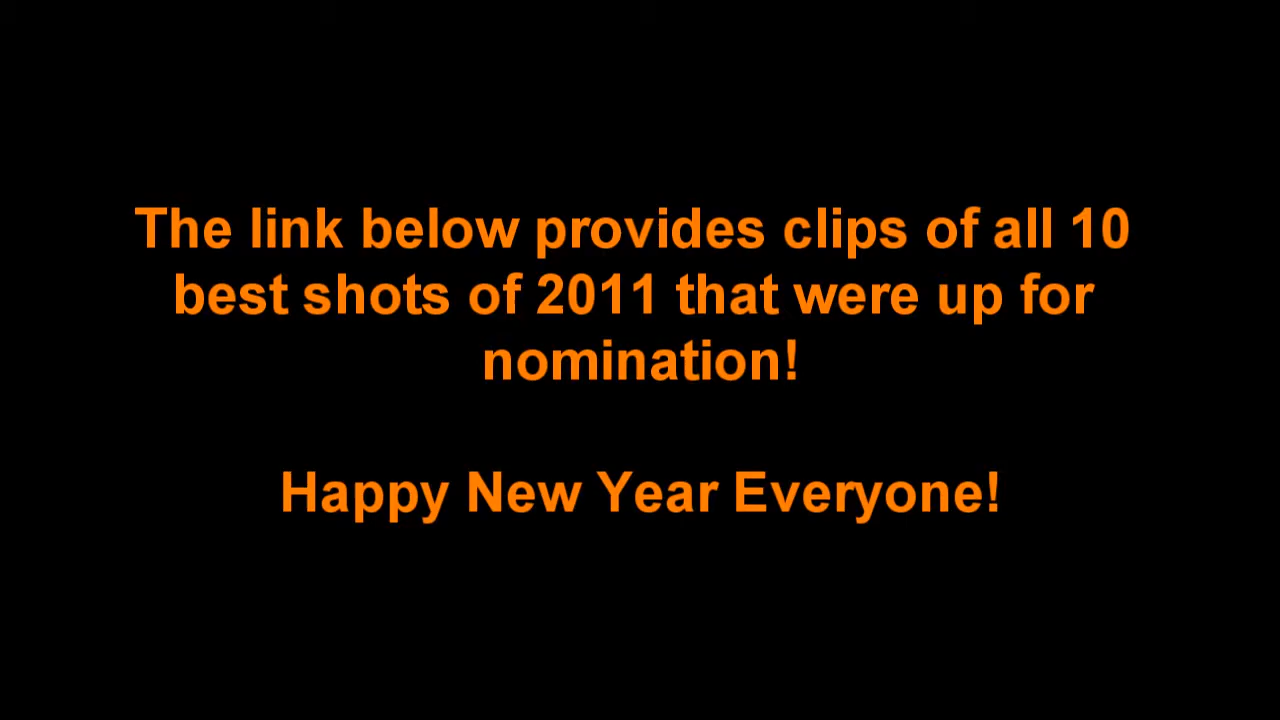 The link below provides clips of all 10
best shots of 2011 that were up for
nomination!
Happy New Year Everyone!